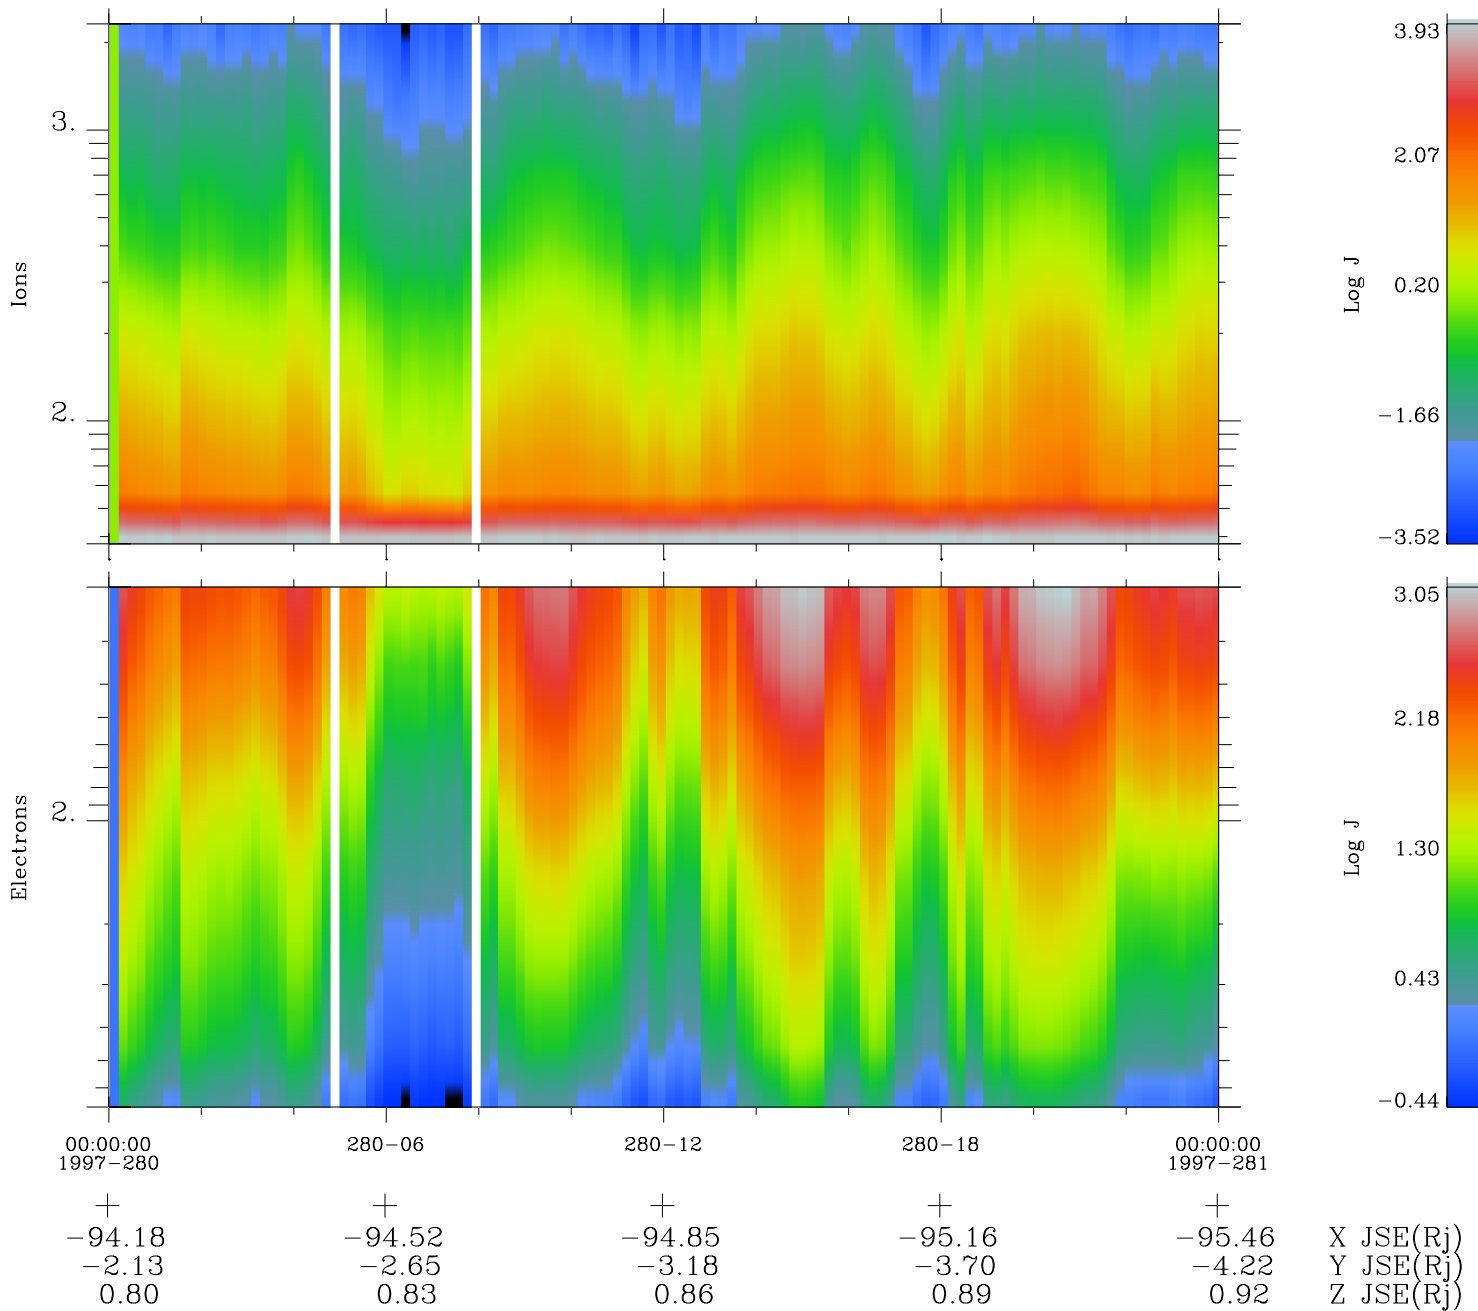 3.
2.
Ions
3.93
2.07
0.20
−1.66
−3.52
Log J
2.
Electrons
3.05
2.18
1.30
0.43
−0.44
Log J
00:00:00 280−06 280−12 280−18 00:00:00
1997−280 1997−281
−94.18 −94.52 −94.85 −95.16 −95.46 X JSE(Rj)
−2.13 −2.65 −3.18 −3.70 −4.22 Y JSE(Rj)
0.80 0.83 0.86 0.89 0.92 Z JSE(Rj)